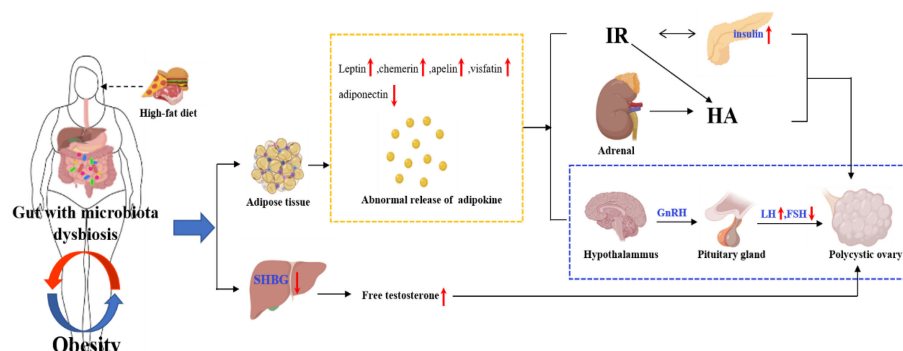 High-fat diet
Gut with microbiota
dysbiosis
Obesity
Adipose tissue
Leptin ,chemerin ,apelin ,visfatin
adiponectin
Abnormal release of adipokine
SHBG
Free testosterone
IR
insulin
HA
Adrenal
Hypothalammus
GnRH
Pituitary gland
LH ,FSH
Polycystic ovary